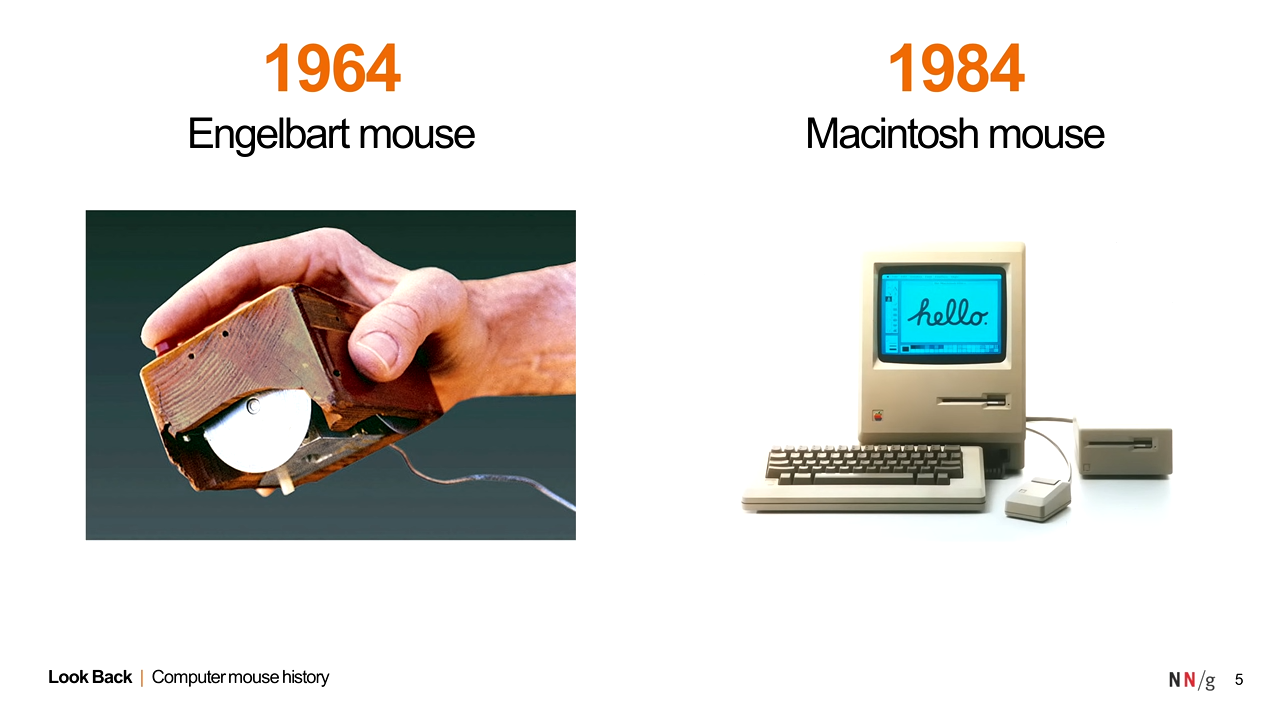 1964
Engelbart mouse
1984
Macintosh mouse
hello.
Look Back | Computer mouse history
NN/g
5